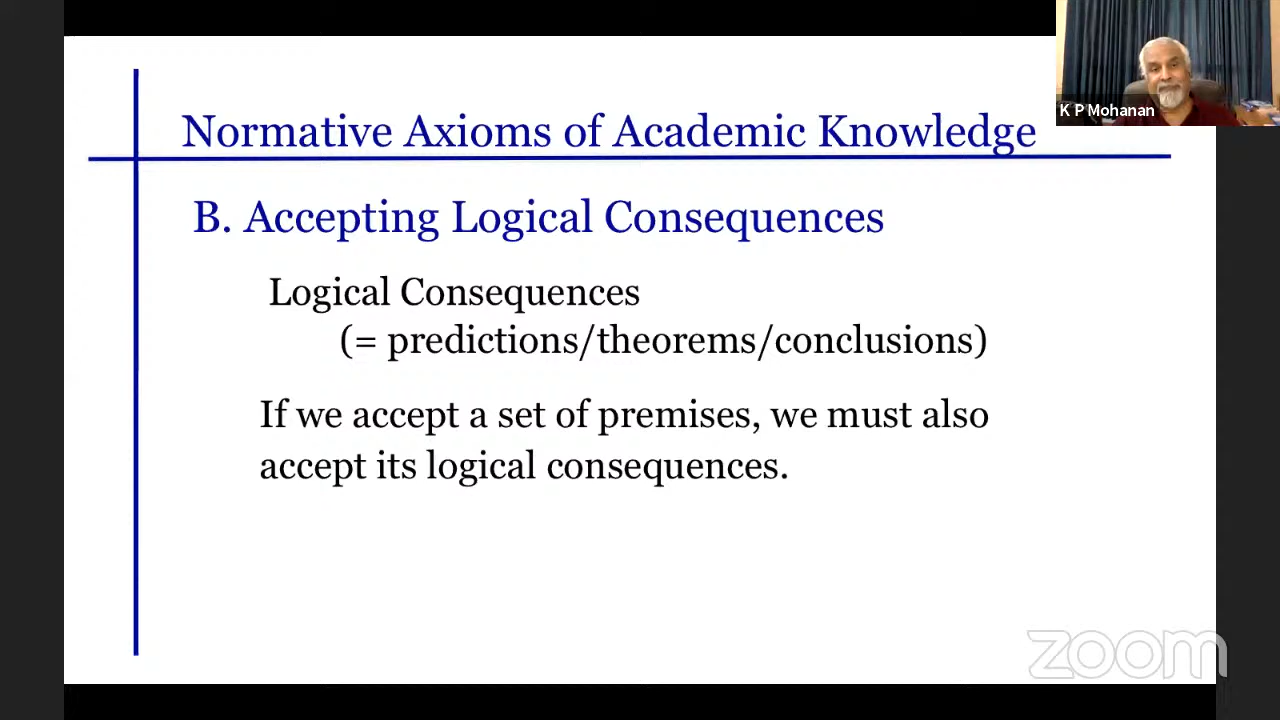 K P Mohanan
Normative Axioms of Academic Knowledge
B. Accepting Logical Consequences
Logical Consequences
(= predictions/theorems/conclusions)
If we accept a set of premises, we must also
accept its logical consequences.
zoom